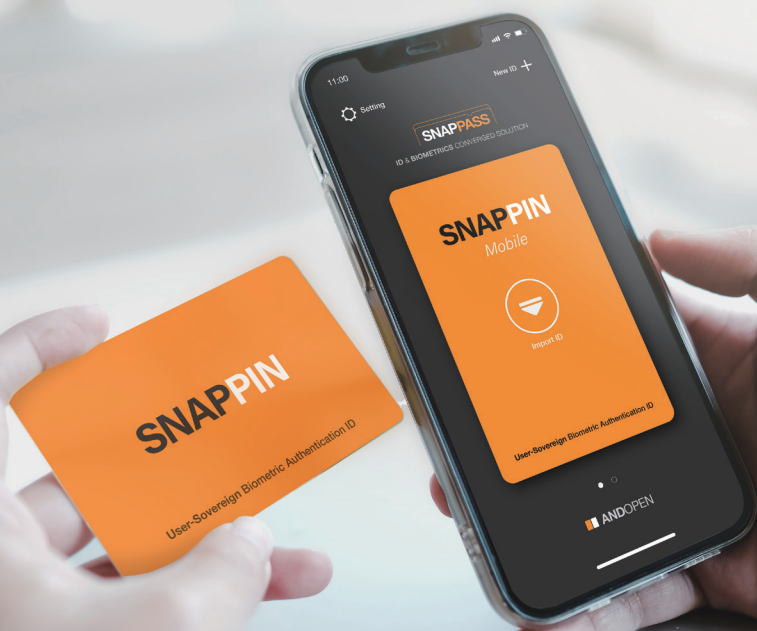 11:00
Setting
New ID +
SNAPPASS
ID & BIOMETRICS CONVERGED SOLUTION
SNAPPIN
Mobile
Import ID
User-Sovereign Biometric Authentication ID
ANDOPEN
SNAPPIN
User-Sovereign Biometric Authentication ID